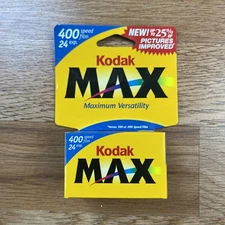 400 speed film
24 exp.
NEW! UP TO 25% OF
PICTURES
IMPROVED*
Kodak
MAX
Maximum Versatility
400 speed film
24 exp.
Kodak
MAX